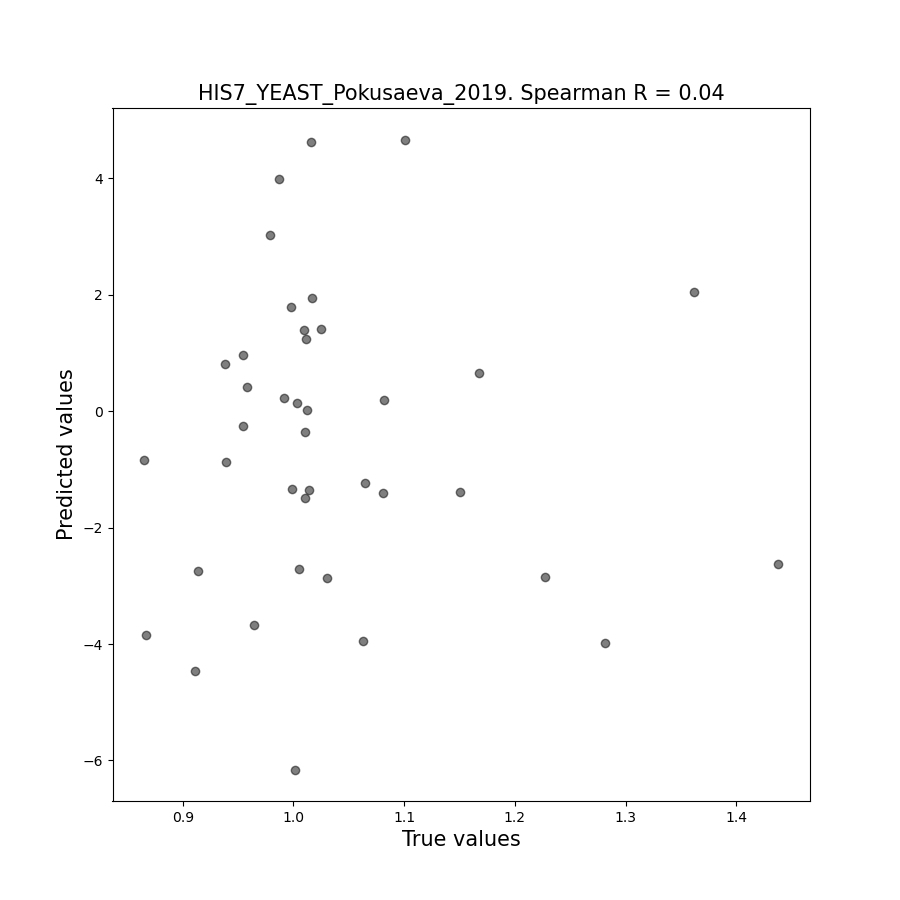 HIS7_YEAST_Pokusaeva_2019. Spearman R = 0.04
Predicted values
4
2
0
−2
−4
−6
0.9 1.0 1.1 1.2 1.3 1.4
True values